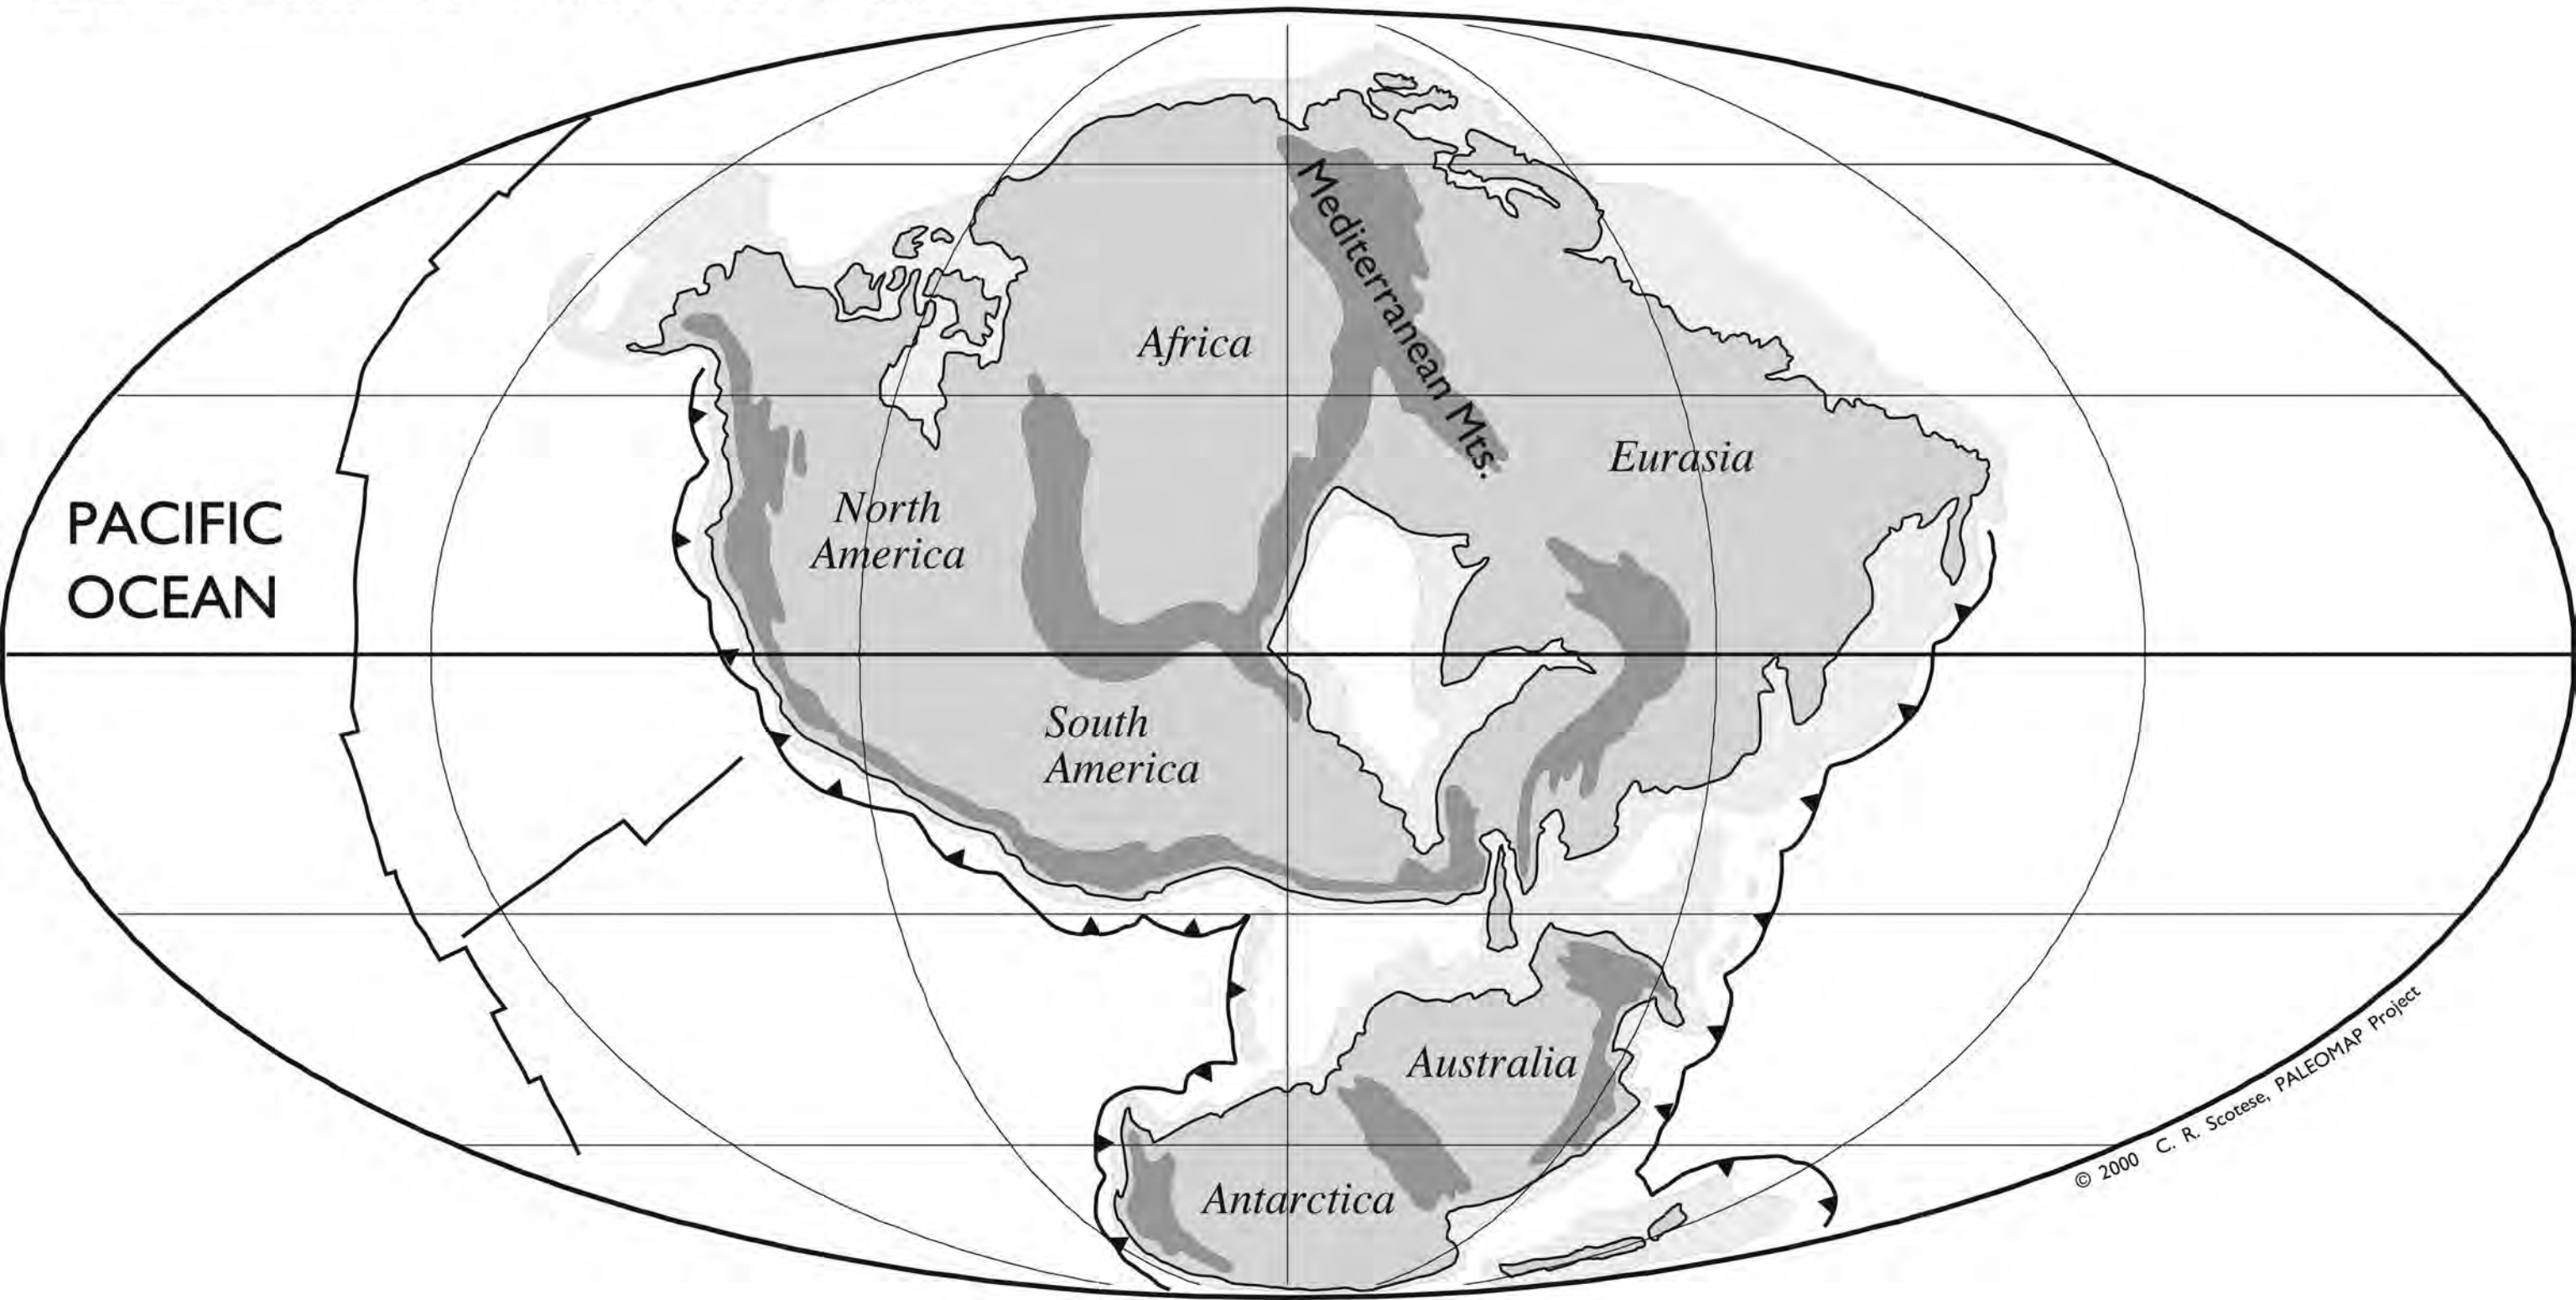 Mediterranean Mts.
Africa
Eurasia
PACIFIC
OCEAN
North
America
South
America
Australia
Antarctica
© 2000 C. R. Scotese, PALEOMAP Project